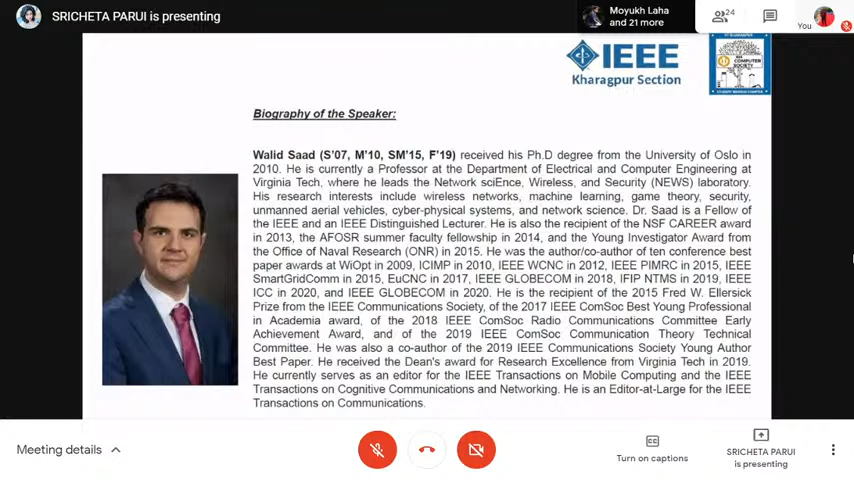 SRICHETA PARUI is presenting
Moyukh Laha
and 21 more
24
You
IEEE
Kharagpur Section
COMPUTER
SOCIETY
Biography of the Speaker:
Walid Saad (S'07, M'10, SM'15, F'19) received his Ph.D degree from the University of Oslo in
2010. He is currently a Professor at the Department of Electrical and Computer Engineering at
Virginia Tech, where he leads the Network sciEnce, Wireless, and Security (NEWS) laboratory.
His research interests include wireless networks, machine learning, game theory, security,
unmanned aerial vehicles, cyber-physical systems, and network science. Dr. Saad is a Fellow of
the IEEE and an IEEE Distinguished Lecturer. He is also the recipient of the NSF CAREER award
in 2013, the AFOSR summer faculty fellowship in 2014, and the Young Investigator Award from
the Office of Naval Research (ONR) in 2015. He was the author/co-author of ten conference best
paper awards at WiOpt in 2009, ICIMP in 2010, IEEE WCNC in 2012, IEEE PIMRC in 2015, IEEE
SmartGridComm in 2015, EuCNC in 2017, IEEE GLOBECOM in 2018, IFIP NTMS in 2019, IEEE
ICC in 2020, and IEEE GLOBECOM in 2020. He is the recipient of the 2015 Fred W. Ellersick
Prize from the IEEE Communications Society, of the 2017 IEEE ComSoc Best Young Professional
in Academia award, of the 2018 IEEE ComSoc Radio Communications Committee Early
Achievement Award, and of the 2019 IEEE ComSoc Communication Theory Technical
Committee. He was also a co-author of the 2019 IEEE Communications Society Young Author
Best Paper. He received the Dean's award for Research Excellence from Virginia Tech in 2019.
He currently serves as an editor for the IEEE Transactions on Mobile Computing and the IEEE
Transactions on Cognitive Communications and Networking. He is an Editor-at-Large for the IEEE
Transactions on Communications.
Meeting details
CC
Turn on captions
SRICHETA PARUI
is presenting